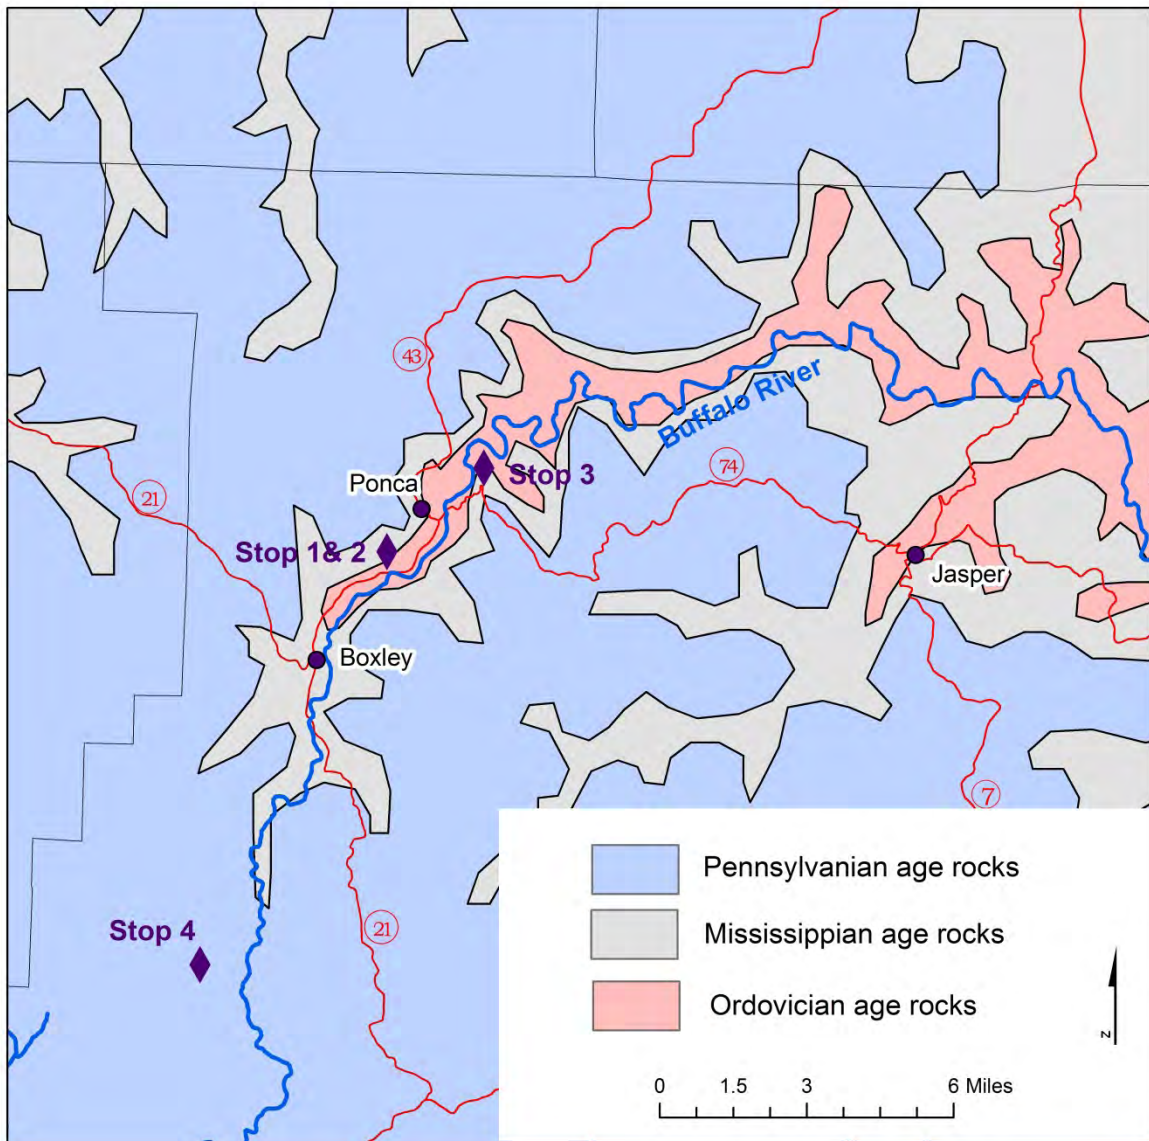 43
Buffalo River
74
21
Ponca
Stop 3
Stop 1& 2
Jasper
Boxley
7
Pennsylvanian age rocks
Stop 4
21
Mississippian age rocks
Ordovician age rocks
z
0 1.5 3 6 Miles